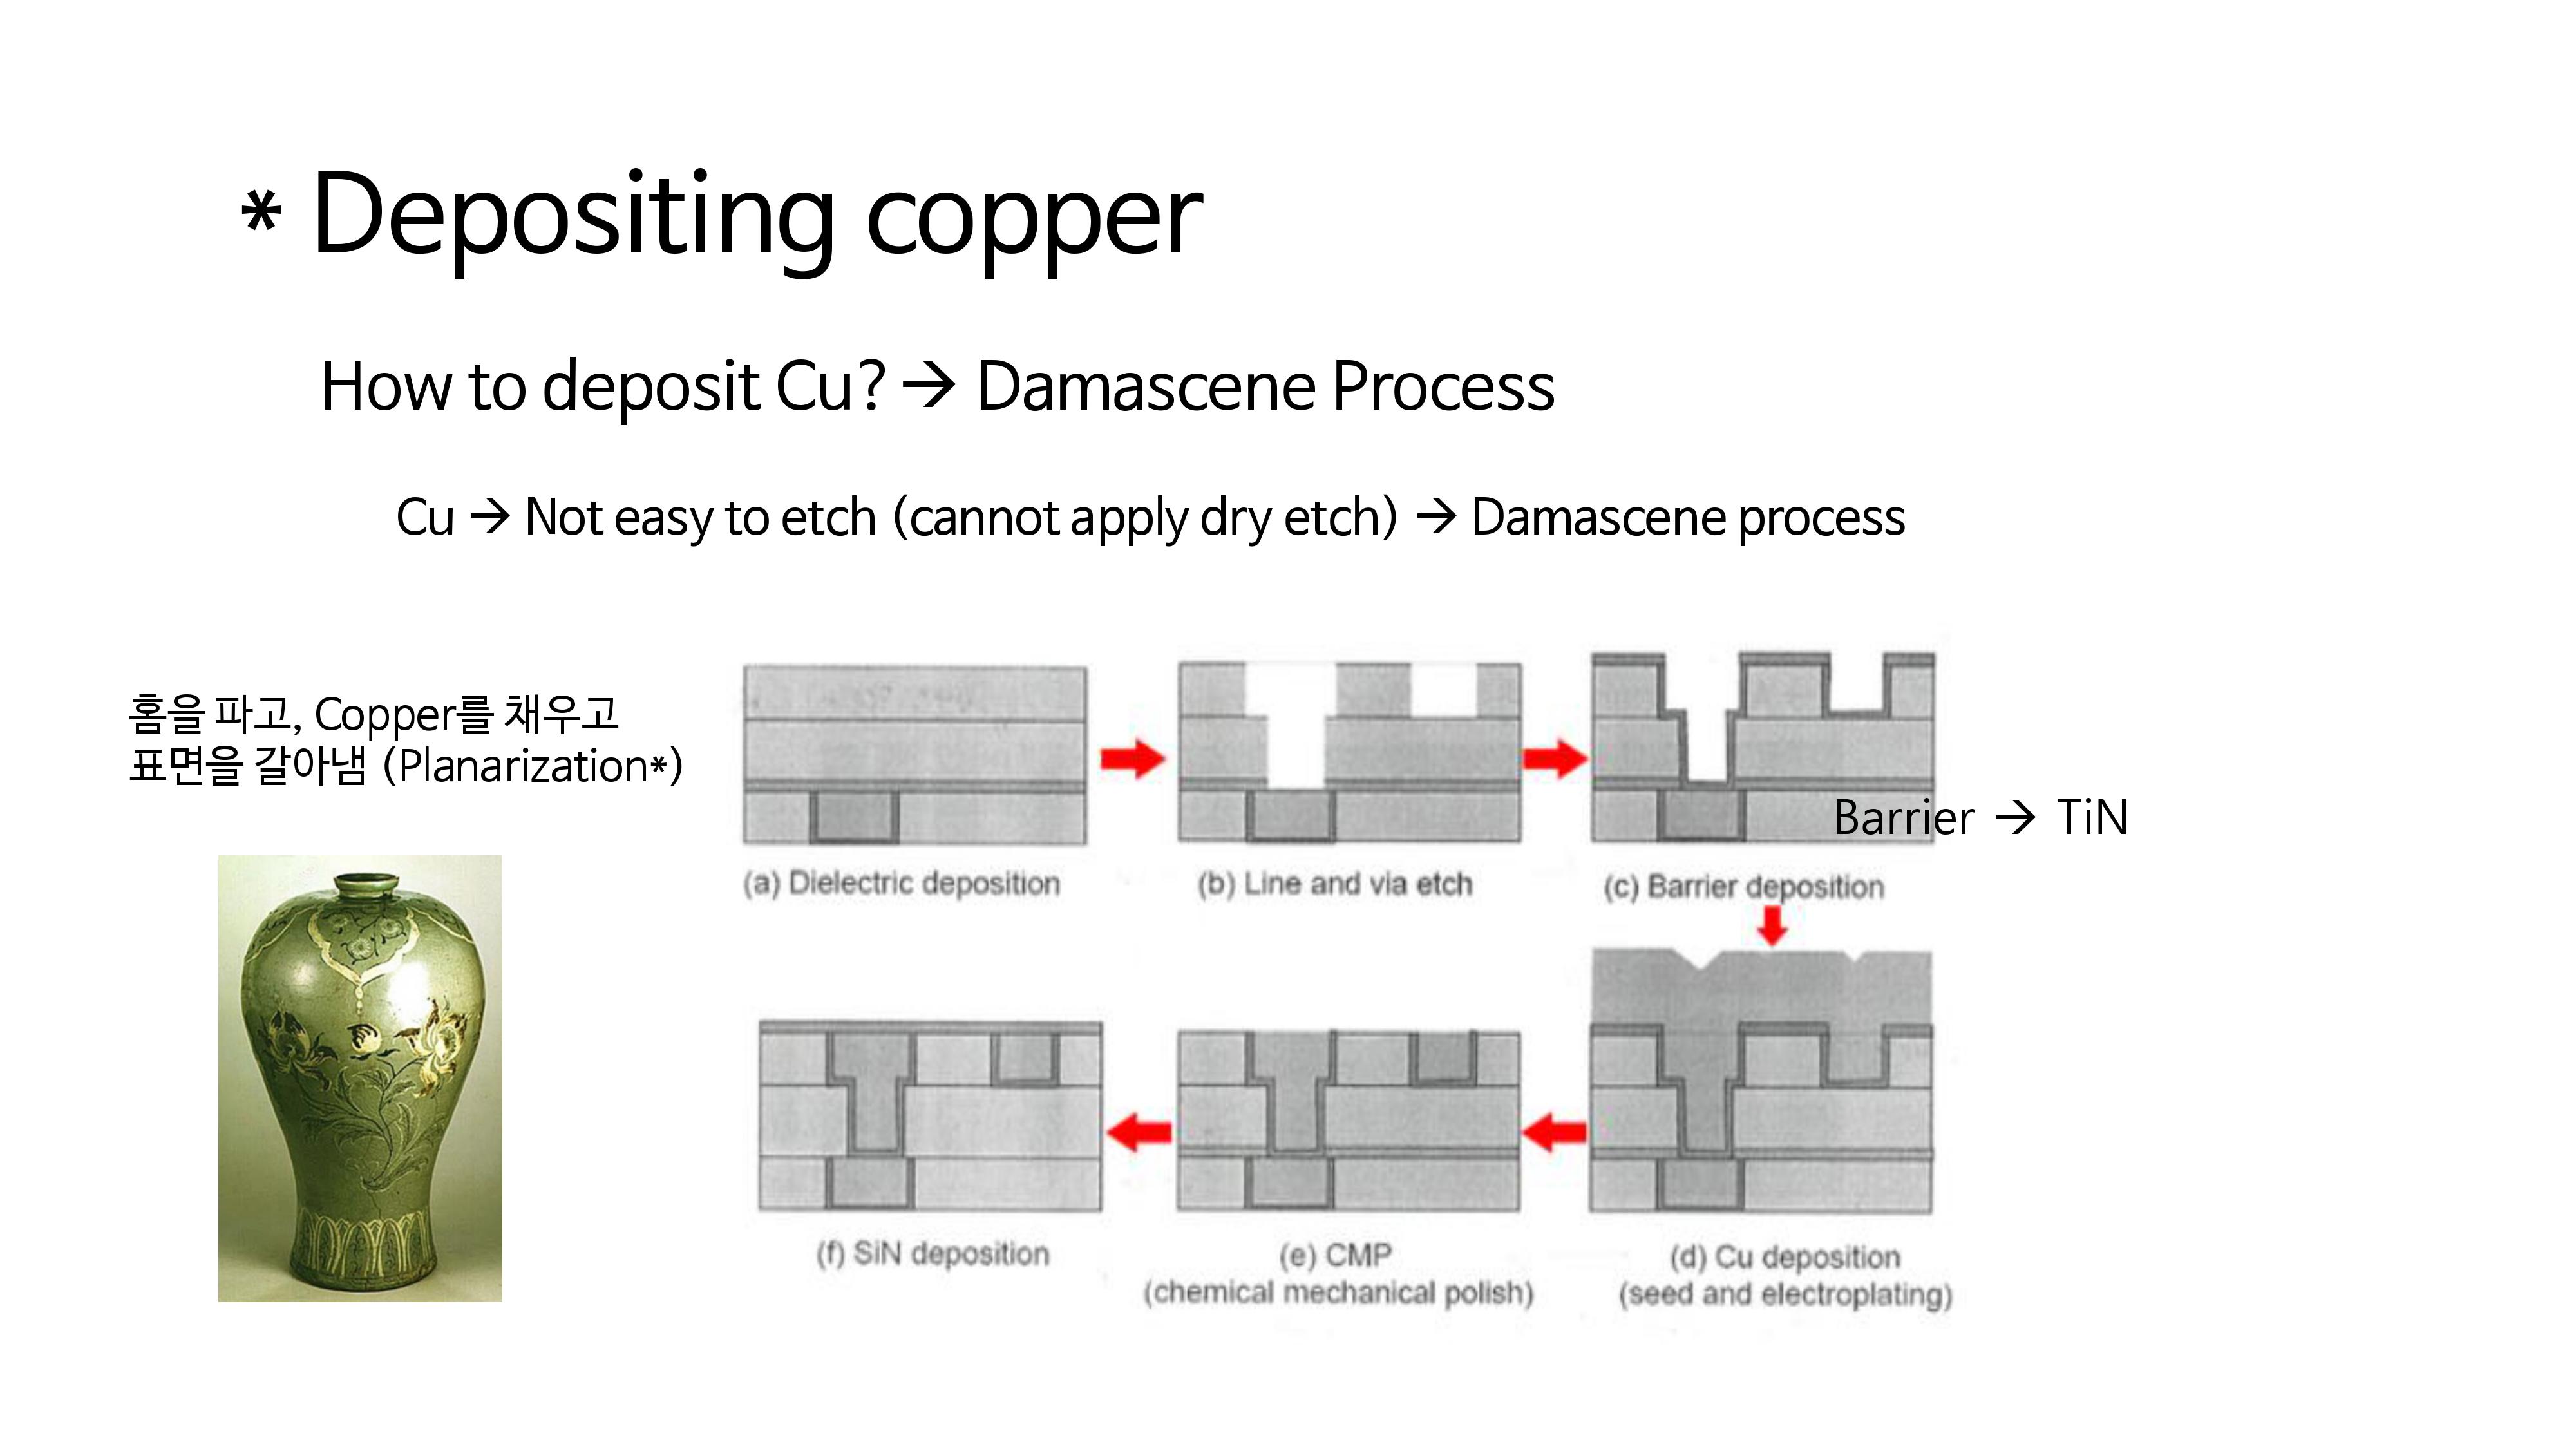 * Depositing copper
How to deposit Cu? → Damascene Process
Cu → Not easy to etch (cannot apply dry etch) → Damascene process
홈을 파고, Copper를 채우고
표면을 갈아냄 (Planarization*)
Barrier → TiN
(a) Dielectric deposition
(b) Line and via etch
(c) Barrier deposition
(f) SiN deposition
(e) CMP
(chemical mechanical polish)
(d) Cu deposition
(seed and electroplating)